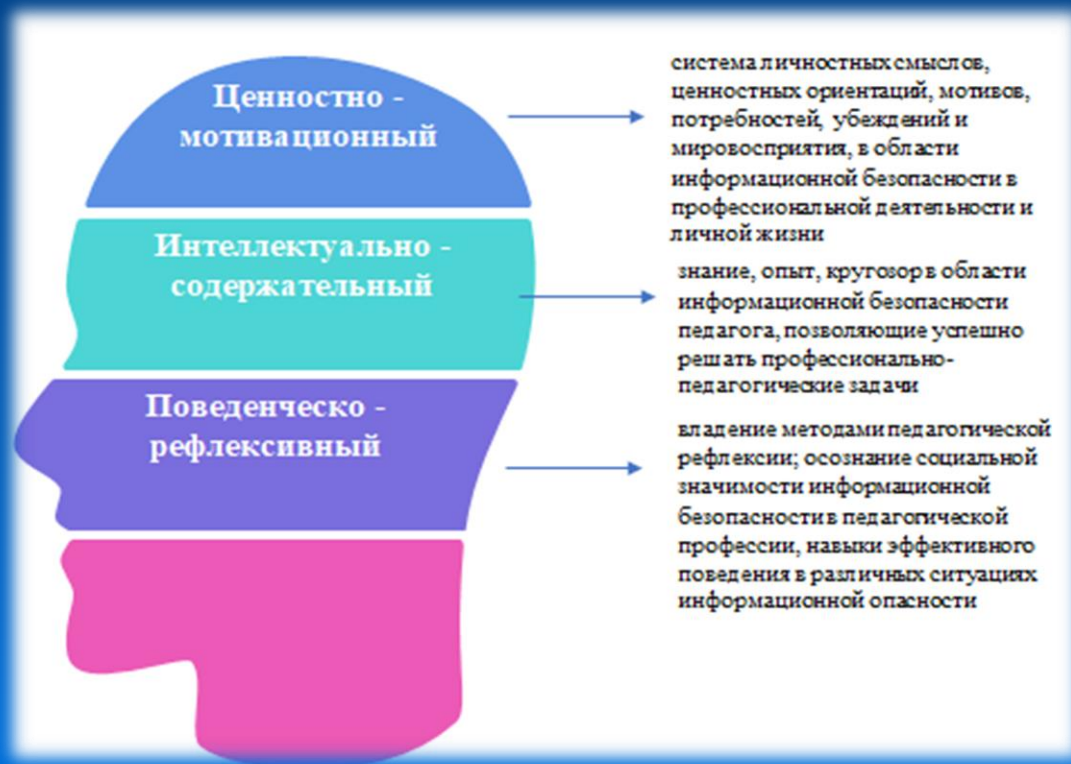 Ценностно -
мотивационный
система личностных смыслов,
ценностных ориентаций, мотивов,
потребностей, убеждений и
мировосприятия, в области
информационной безопасности в
профессиональной деятельности и
личной жизни
Интеллектуально -
содержательный
знание, опыт, кругозор в области
информационной безопасности
педагога, позволяющие успешно
решать профессионально-
педагогические задачи
Поведенческо -
рефлексивный
владение методами педагогической
рефлексии; осознание социальной
значимости информационной
безопасности в педагогической
профессии, навыки эффективного
поведения в различных ситуациях
информационной опасности